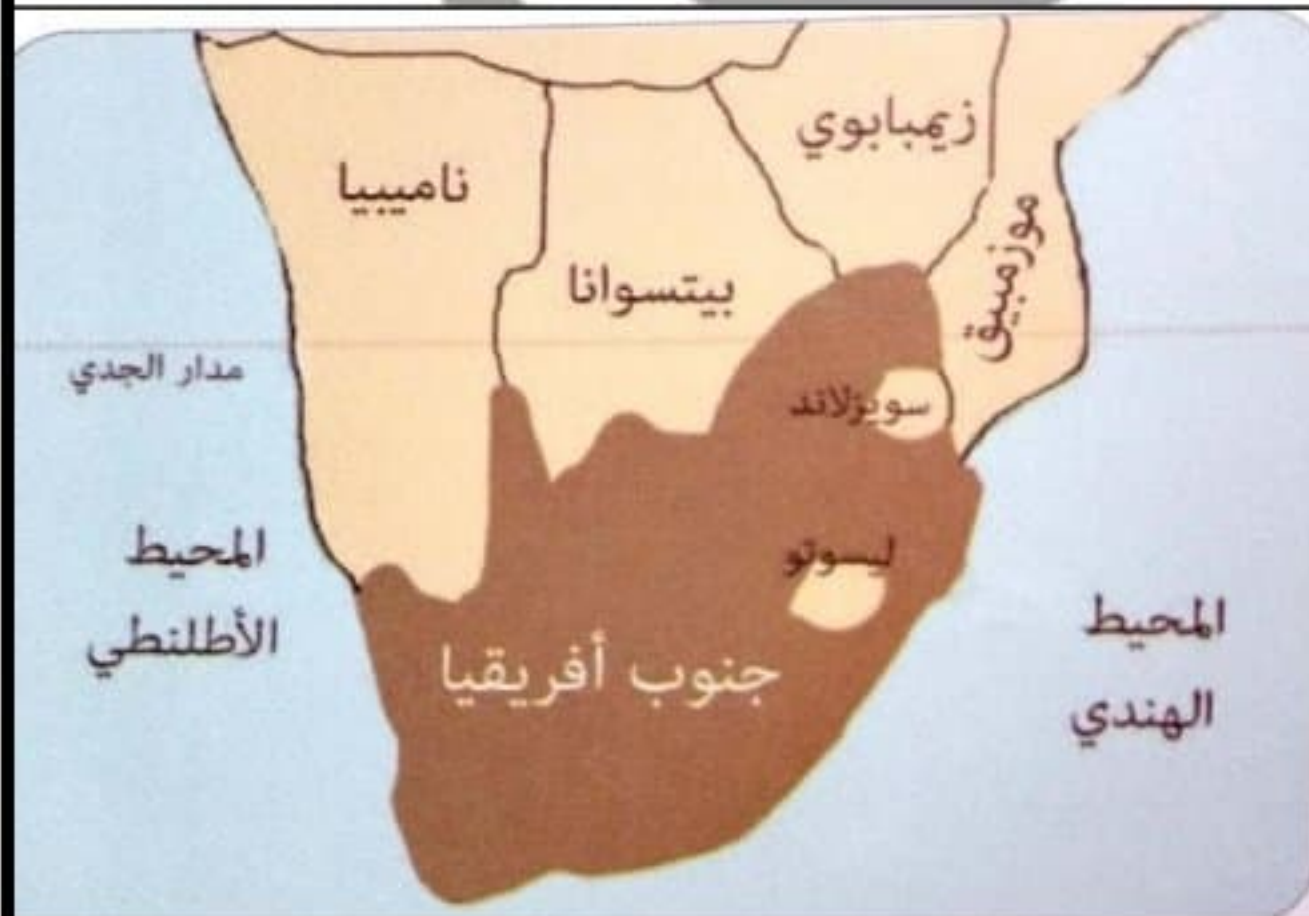 زيمبابوي
ناميبيا
موزمبيق
بيتسوانا
مدار الجدي
سويزلاند
المحيط
الأطلنطي
ليسوتو
المحيط
الهندي
جنوب أفريقيا